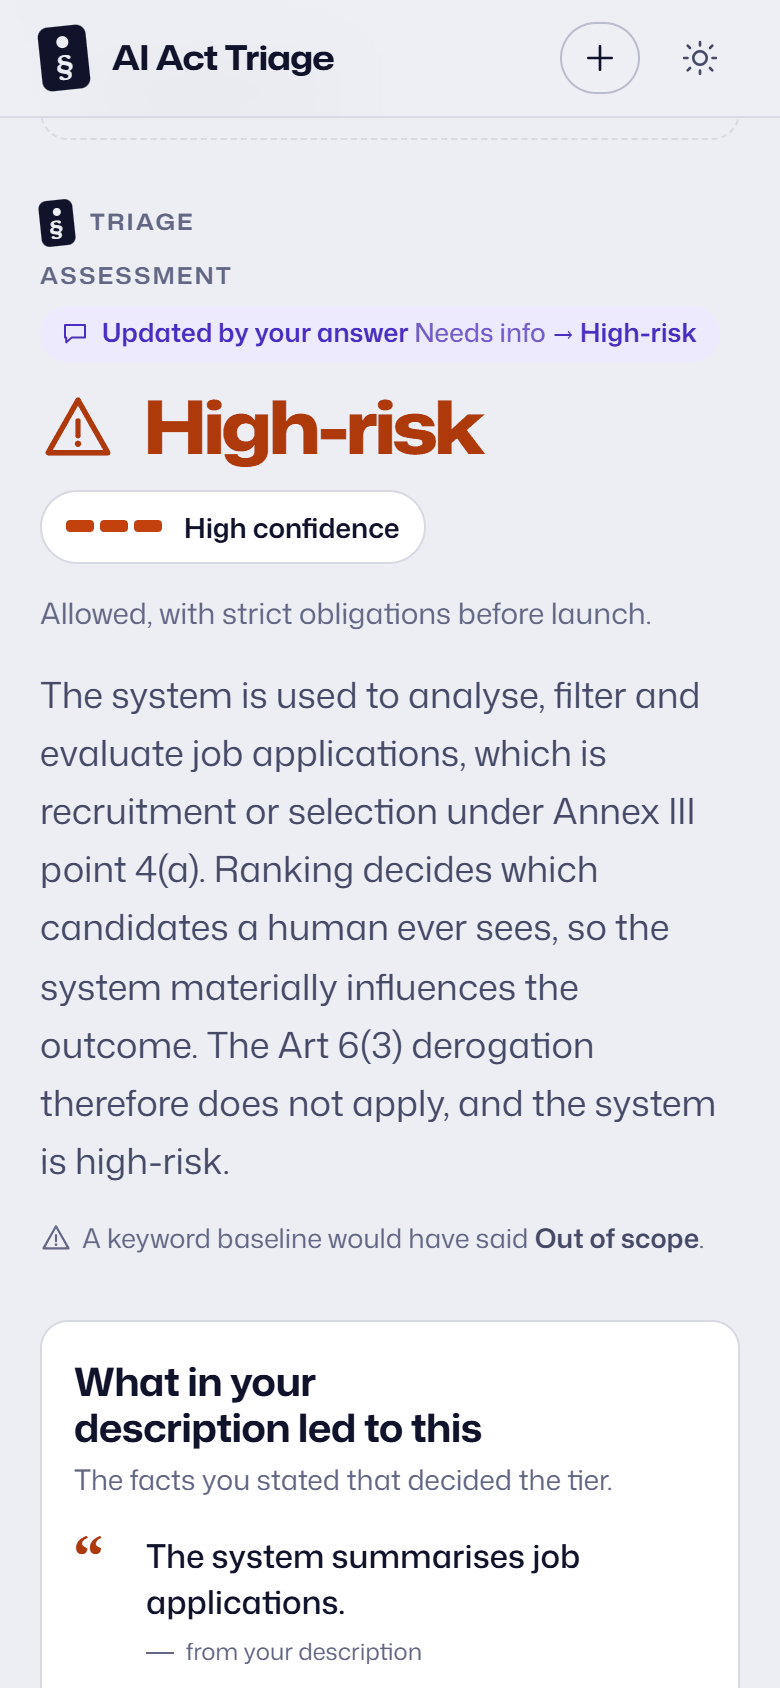 § AI Act Triage
§ TRIAGE
ASSESSMENT
Updated by your answer Needs info → High-risk
High-risk
High confidence
Allowed, with strict obligations before launch.
The system is used to analyse, filter and
evaluate job applications, which is
recruitment or selection under Annex III
point 4(a). Ranking decides which
candidates a human ever sees, so the
system materially influences the
outcome. The Art 6(3) derogation
therefore does not apply, and the system
is high-risk.
A keyword baseline would have said Out of scope.
What in your
description led to this
The facts you stated that decided the tier.
“ The system summarises job
applications.
— from your description